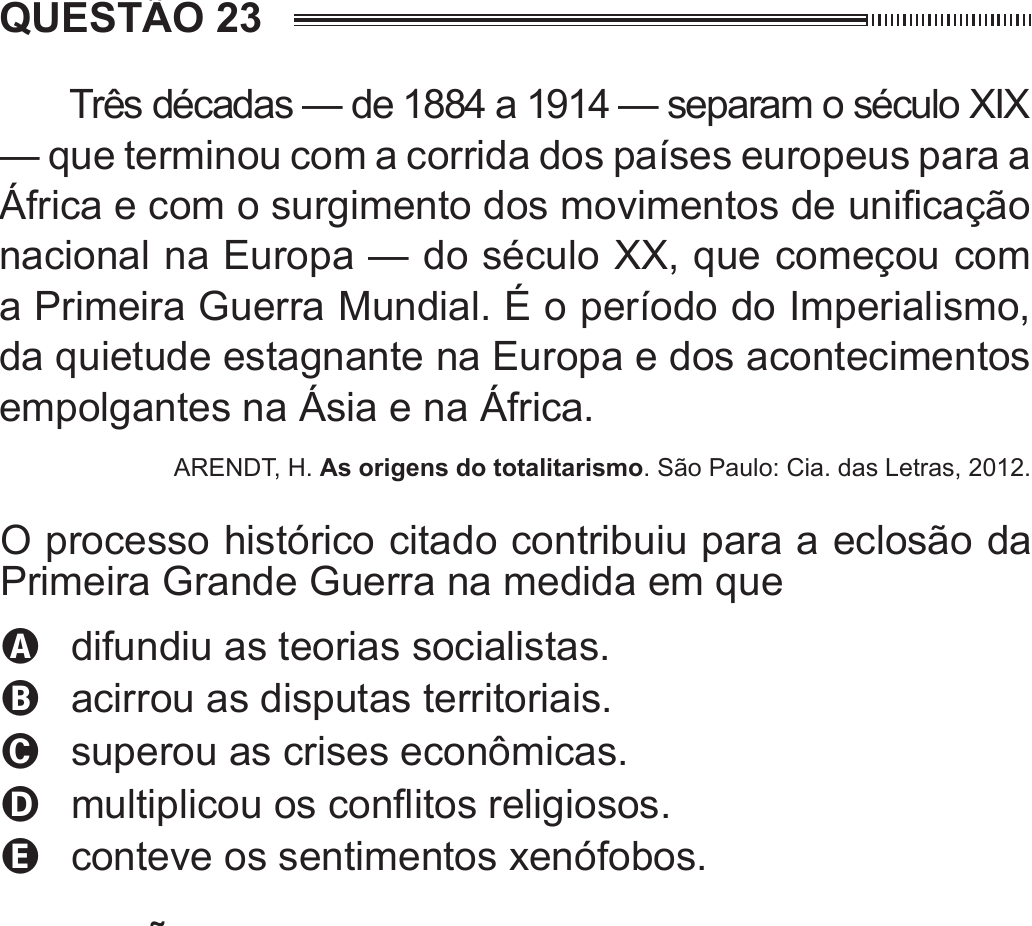 QUESTÃO 23
Três décadas — de 1884 a 1914 — separam o século XIX
— que terminou com a corrida dos países europeus para a
África e com o surgimento dos movimentos de unificação
nacional na Europa — do século XX, que começou com
a Primeira Guerra Mundial. É o período do Imperialismo,
da quietude estagnante na Europa e dos acontecimentos
empolgantes na Ásia e na África.
ARENDT, H. As origens do totalitarismo. São Paulo: Cia. das Letras, 2012.
O processo histórico citado contribuiu para a eclosão da
Primeira Grande Guerra na medida em que
A difundiu as teorias socialistas.
B acirrou as disputas territoriais.
C superou as crises econômicas.
D multiplicou os conflitos religiosos.
E conteve os sentimentos xenófobos.